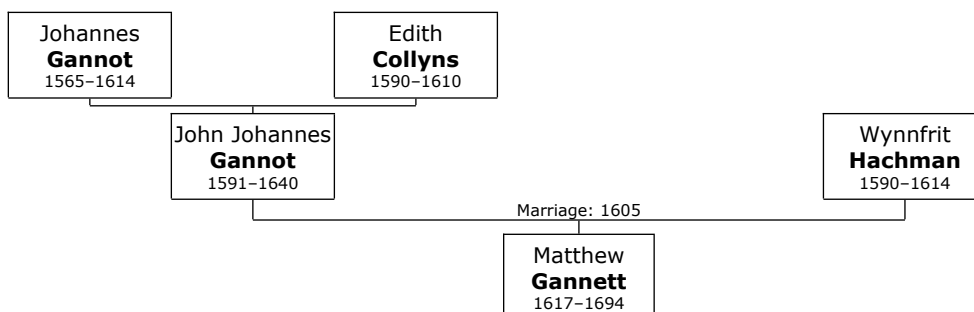 Johannes
Gannot
1565–1614
Edith
Collyns
1590–1610
John Johannes
Gannot
1591–1640
Wynnfrit
Hachman
1590–1614
Marriage: 1605
Matthew
Gannett
1617–1694